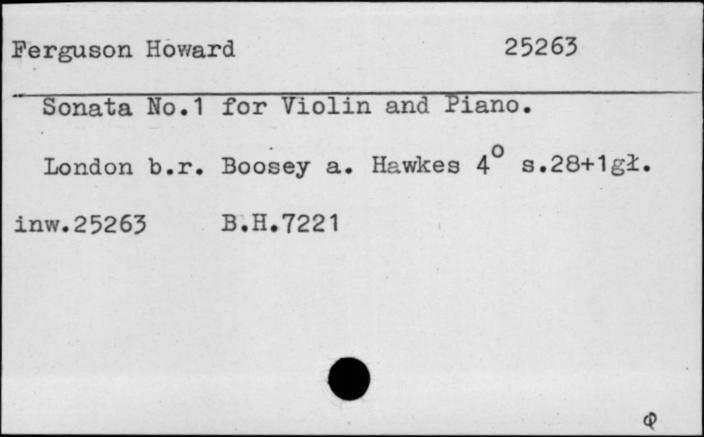 Ferguson Howard 25263
Sonata No.1 for Violin and Piano.
London b.r. Boosey a. Hawkes 4° s.28+1gł.
inw.25263 B.H.7221